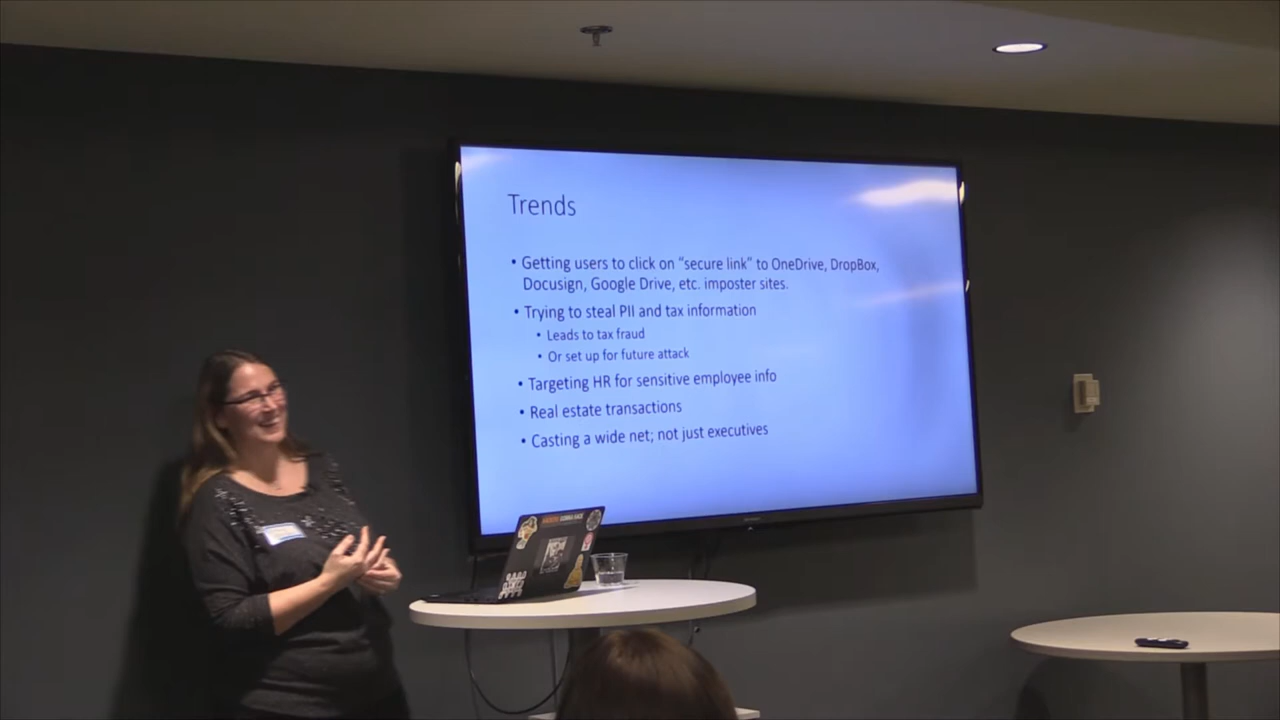 Trends
• Getting users to click on “secure link” to OneDrive, DropBox,
Docusign, Google Drive, etc. imposter sites.
• Trying to steal PII and tax information
• Leads to tax fraud
• Or set up for future attack
• Targeting HR for sensitive employee info
• Real estate transactions
• Casting a wide net; not just executives